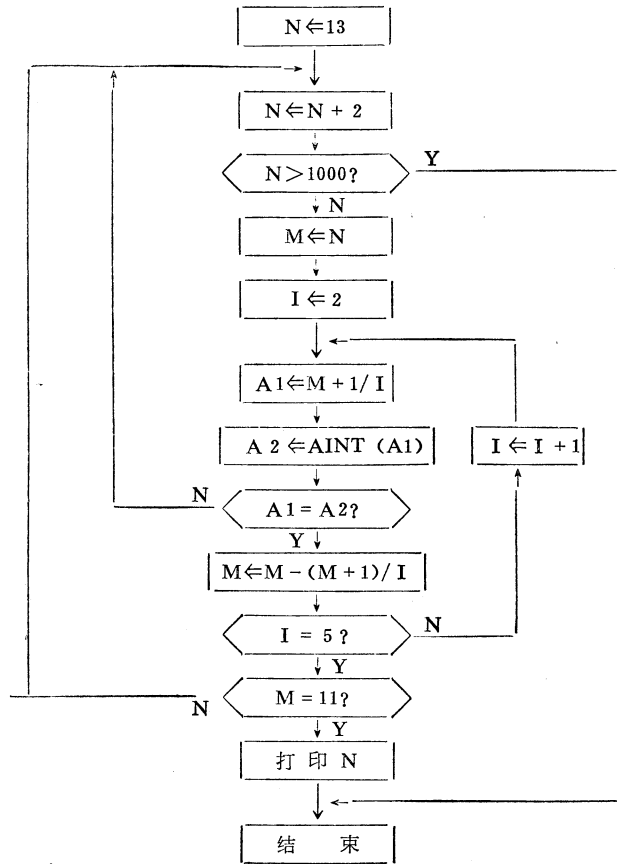 N⇐13
N⇐N + 2
N>1000?
Y
N
M⇐N
I⇐2
A1⇐M+1/I
A2⇐AINT (A1)
I⇐I+1
N
A1=A2?
Y
M⇐M-(M+1)/I
I = 5?
N
Y
N
M=11?
Y
打印 N
结 束